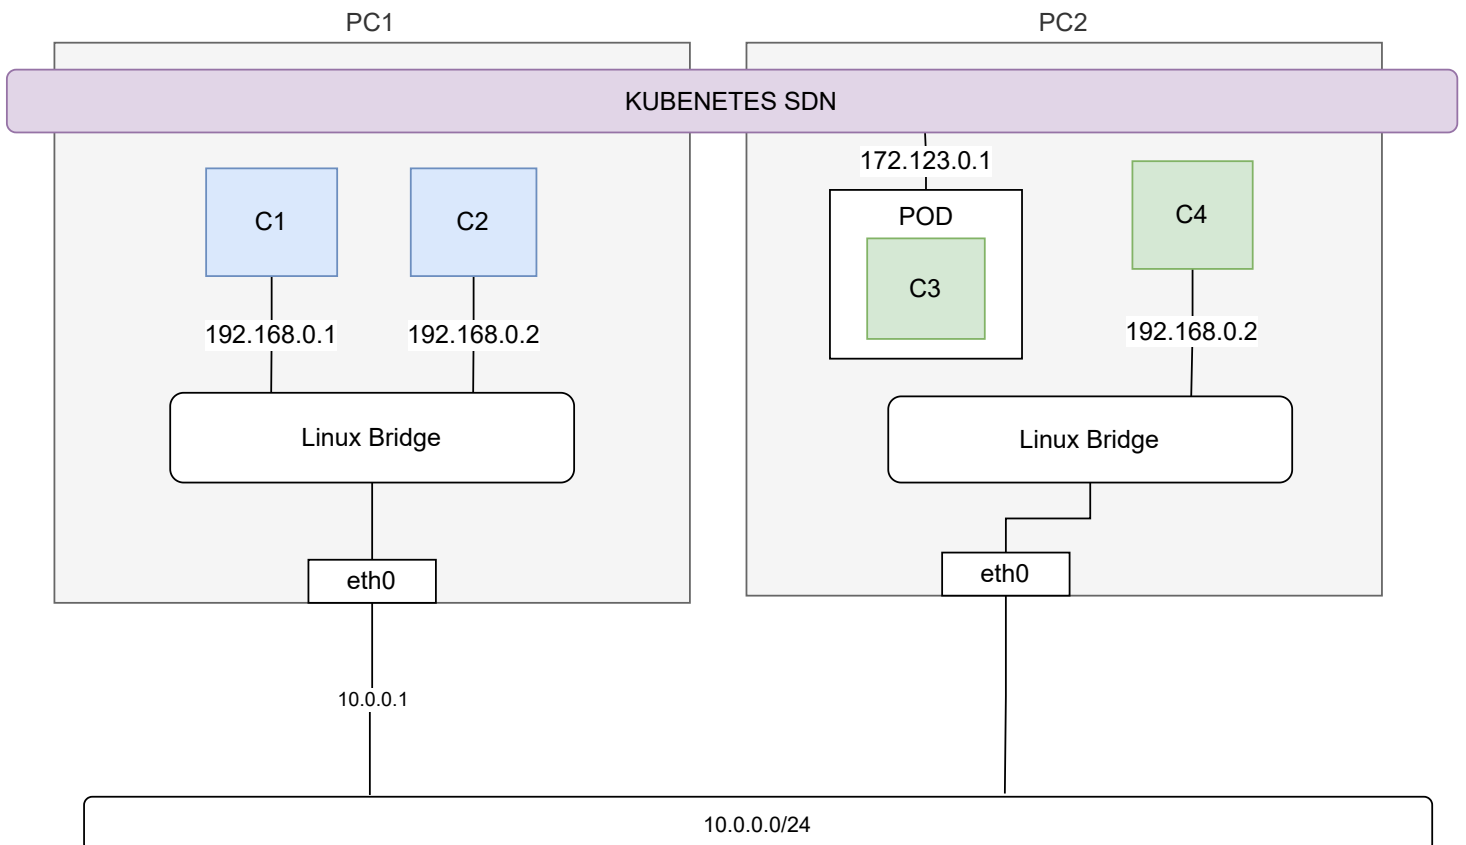 PC1
PC2
KUBENETES SDN
172.123.0.1
C1
C2
POD
C4
C3
192.168.0.1
192.168.0.2
192.168.0.2
Linux Bridge
Linux Bridge
eth0
eth0
10.0.0.1
10.0.0.0/24